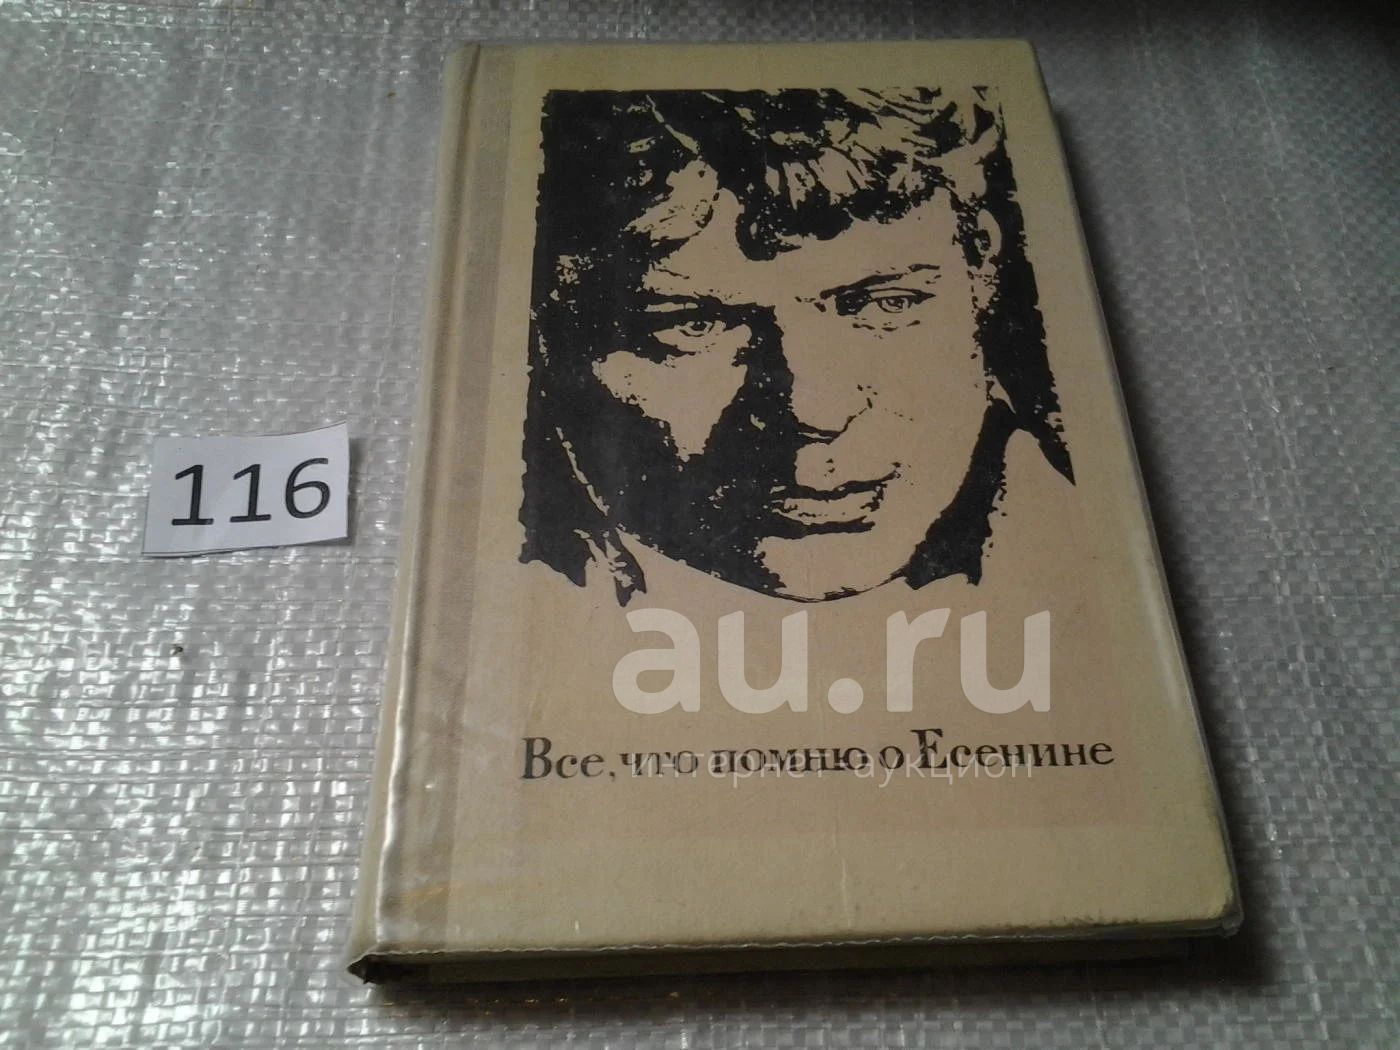 116
au.ru
Все, что помню о Есенине
интернет-аукцион